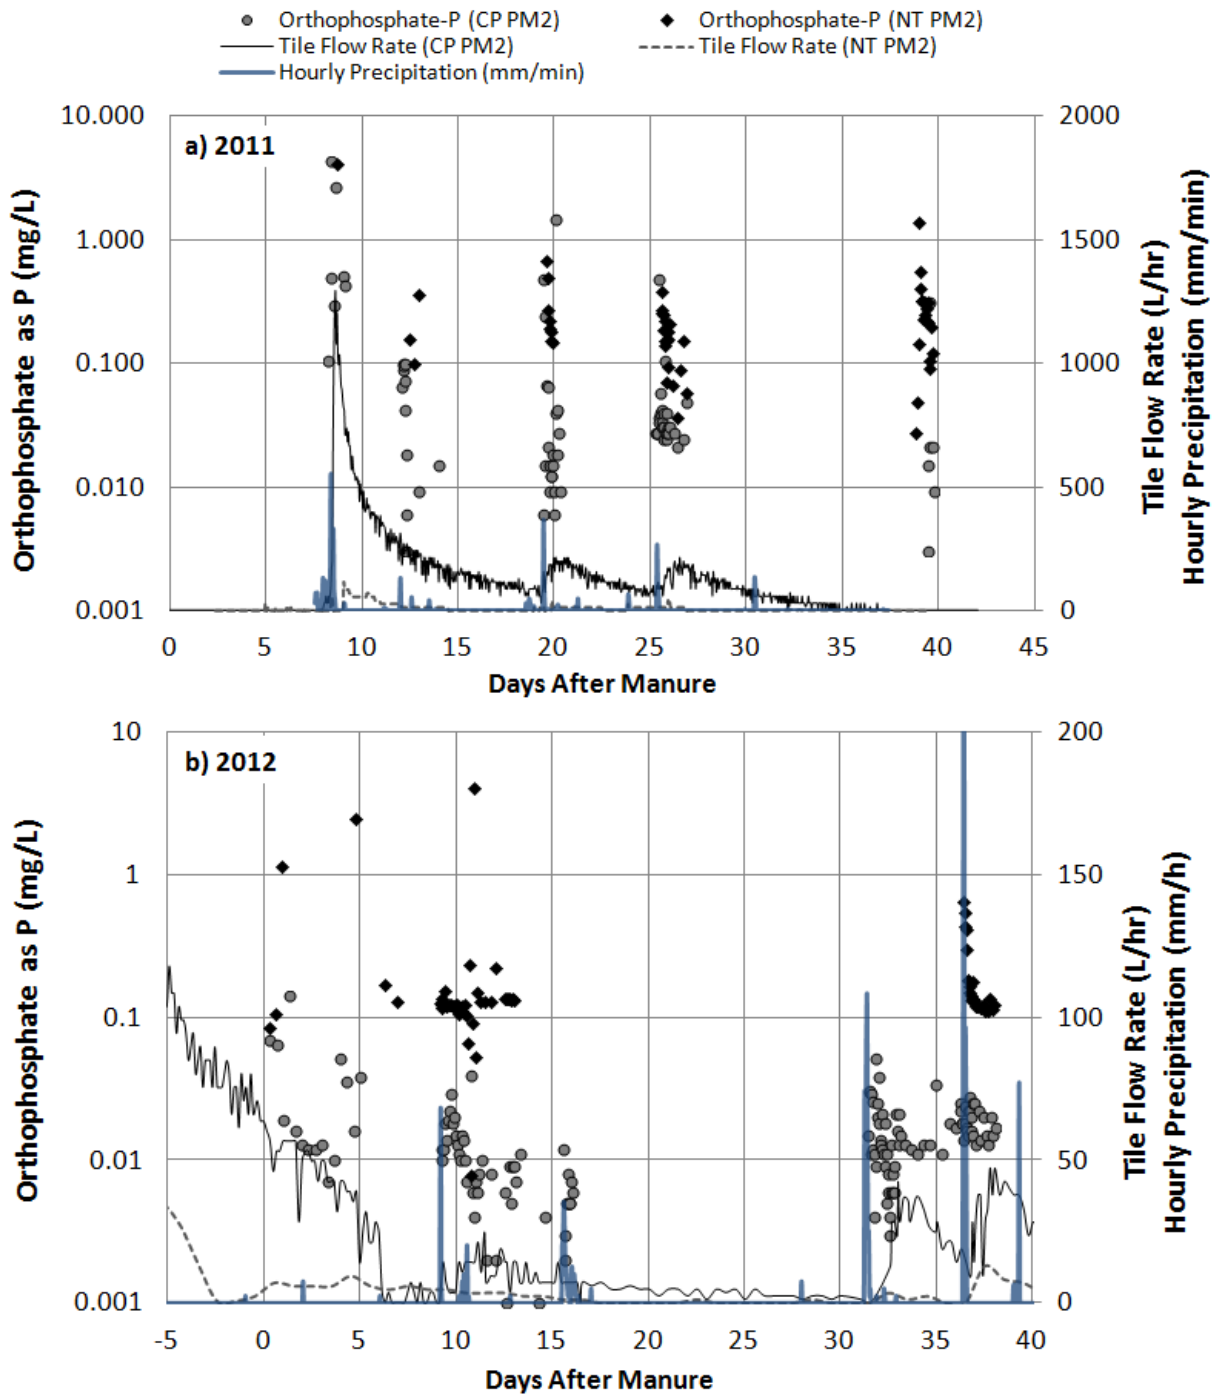 Orthophosphate-P (CP PM2) Orthophosphate-P (NT PM2)
Tile Flow Rate (CP PM2) Tile Flow Rate (NT PM2)
Hourly Precipitation (mm/min)
a) 2011
Orthophosphate as P (mg/L)
10.000
1.000
0.100
0.010
0.001
2000
1500
1000
500
0
Tile Flow Rate (L/hr)
Hourly Precipitation (mm/min)
0 5 10 15 20 25 30 35 40 45
Days After Manure
b) 2012
Orthophosphate as P (mg/L)
10
1
0.1
0.01
0.001
200
150
100
50
0
Tile Flow Rate (L/hr)
Hourly Precipitation (mm/h)
-5 0 5 10 15 20 25 30 35 40
Days After Manure